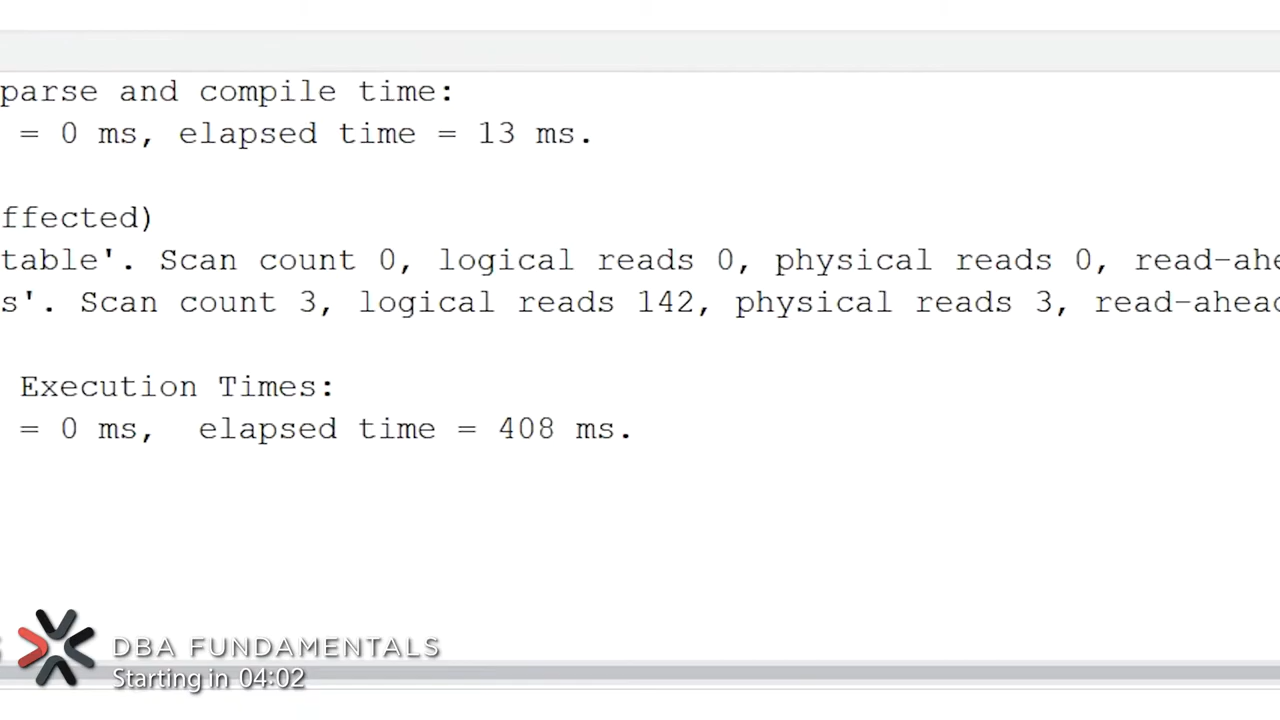 parse and compile time:
= 0 ms, elapsed time = 13 ms.
ffected)
table'. Scan count 0, logical reads 0, physical reads 0, read-ahe
s'. Scan count 3, logical reads 142, physical reads 3, read-ahead
Execution Times:
= 0 ms,  elapsed time = 408 ms.
DBA FUNDAMENTALS
Starting in 04:02